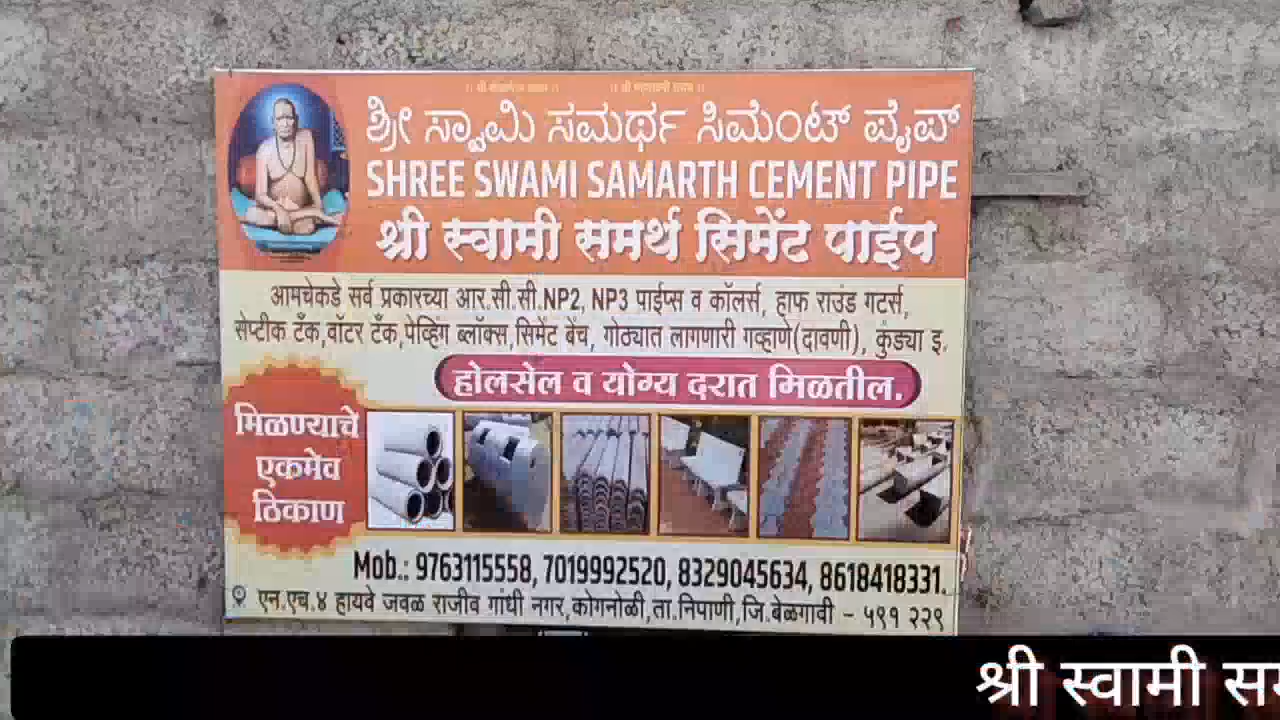 ಶ್ರೀ ಸ್ವಾಮಿ ಸಮರ್ಥ ಸಿಮೆಂಟ್ ಪೈಪ್
SHREE SWAMI SAMARTH CEMENT PIPE
श्री स्वामी समर्थ सिमेंट पाईप
आमचेकडे सर्व प्रकारच्या आर.सी.सी.NP2, NP3 पाईप्स व कॉलर्स, हाफ राउंड गटर्स,
सेप्टीक टँक,वॉटर टँक,पेव्हिंग ब्लॉक्स,सिमेंट बेंच, गोठ्यात लागणारी गव्हाणे(दावणी), कुंड्या इ.
होलसेल व योग्य दरात मिळतील.
मिळण्याचे
एकमेव
ठिकाण
Mob.: 9763115558, 7019992520, 8329045634, 8618418331.
एन.एच.४ हायवे जवळ राजीव गांधी नगर,कोगनोळी,ता.निपाणी,जि.बेळगावी - ५९१ २२९
श्री स्वामी